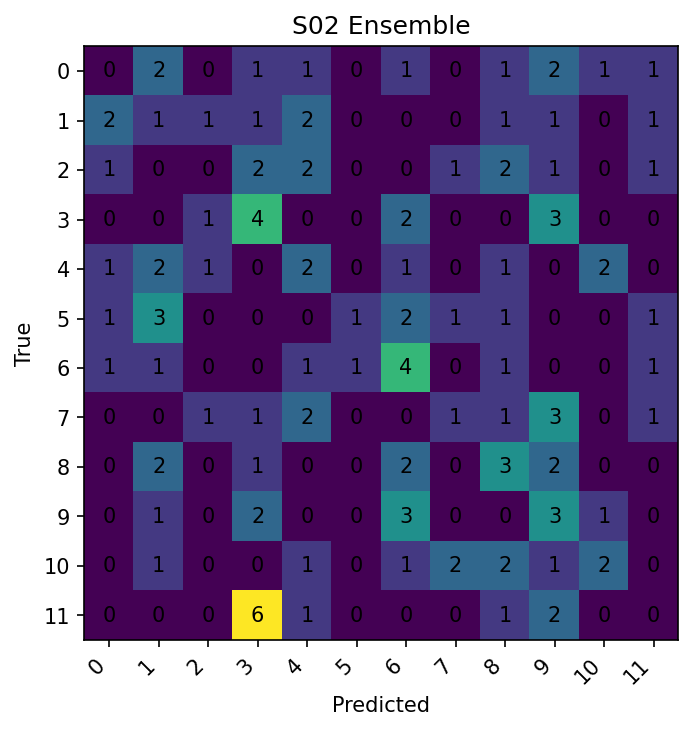 S02 Ensemble
True
0 0 2 0 1 1 0 1 0 1 2 1 1
1 2 1 1 1 2 0 0 0 1 1 0 1
2 1 0 0 2 2 0 0 1 2 1 0 1
3 0 0 1 4 0 0 2 0 0 3 0 0
4 1 2 1 0 2 0 1 0 1 0 2 0
5 1 3 0 0 0 1 2 1 1 0 0 1
6 1 1 0 0 1 1 4 0 1 0 0 1
7 0 0 1 1 2 0 0 1 1 3 0 1
8 0 2 0 1 0 0 2 0 3 2 0 0
9 0 1 0 2 0 0 3 0 0 3 1 0
10 0 1 0 0 1 0 1 2 2 1 2 0
11 0 0 0 6 1 0 0 0 1 2 0 0
0 1 2 3 4 5 6 7 8 9 10 11
Predicted